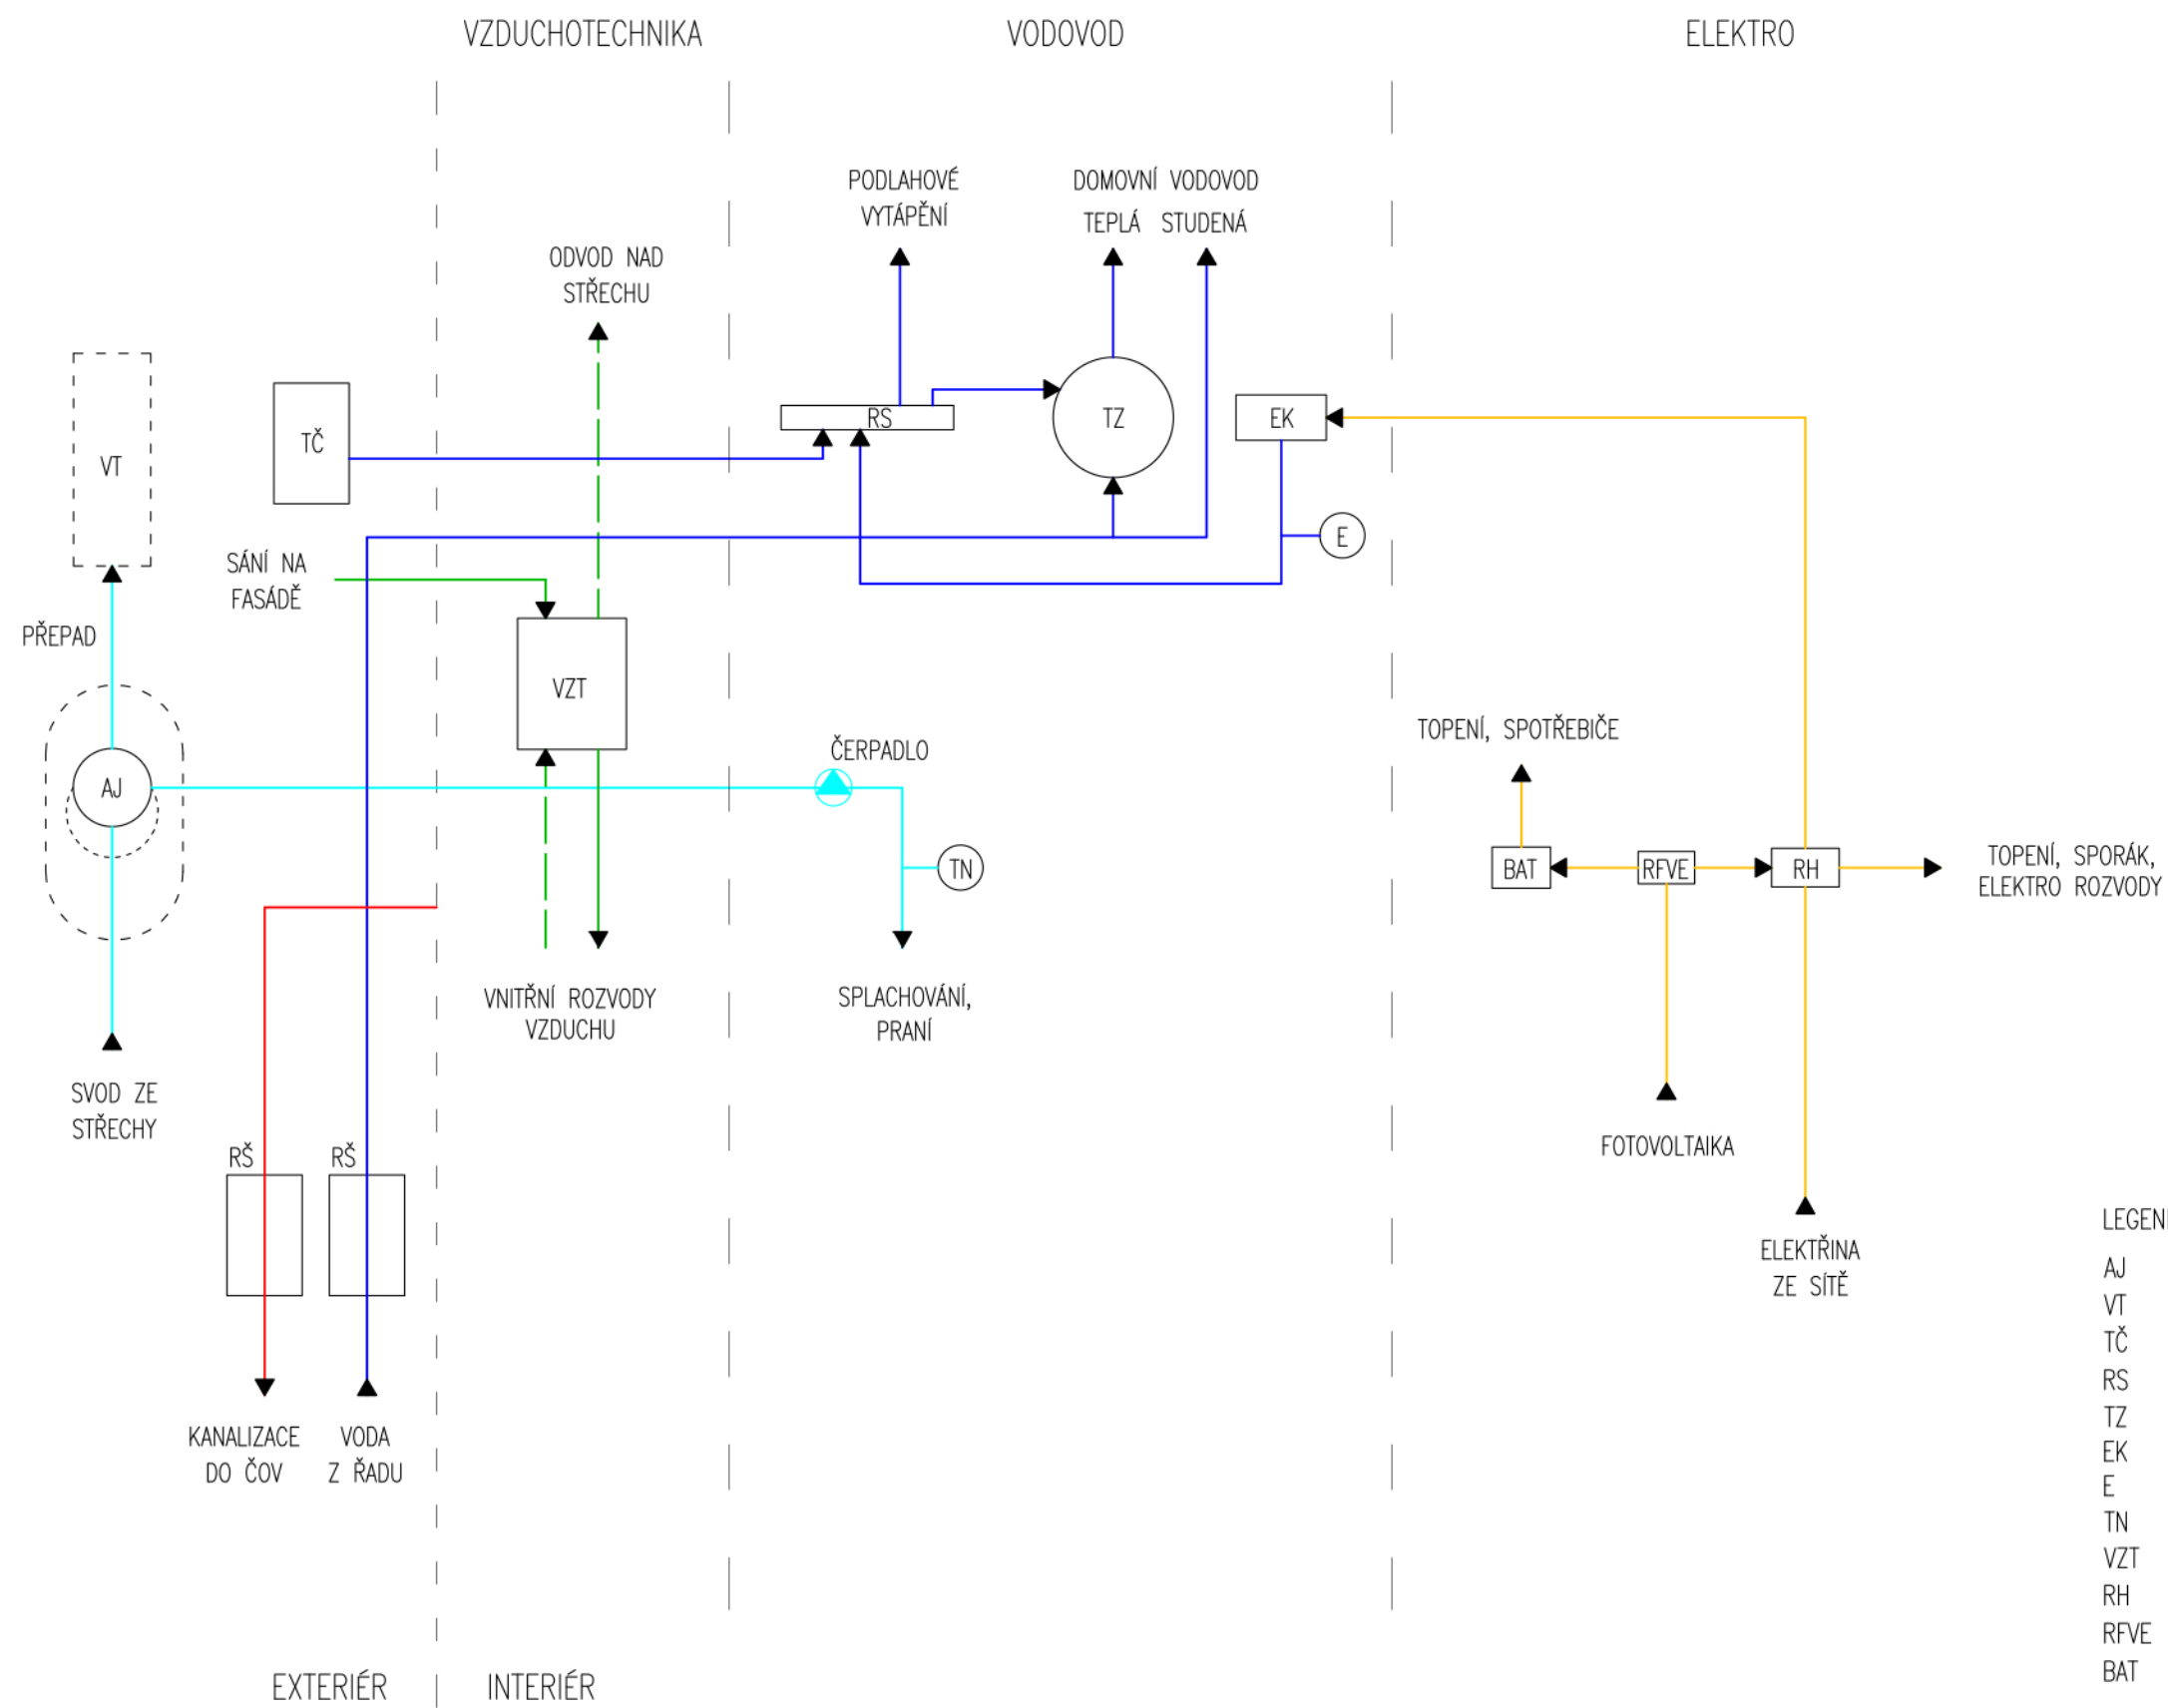 VZDUCHOTECHNIKA
VODOVOD
ELEKTRO
PODLAHOVÉ
VYTÁPĚNÍ
DOMOVNÍ VODOVOD
TEPLÁ STUDENÁ
ODVOD NAD
STŘECHU
VT
TČ
RS
TZ
EK
E
SÁNÍ NA
FASÁDĚ
PŘEPAD
VZT
AJ
ČERPADLO
TN
TOPENÍ, SPOTŘEBIČE
BAT
RFVE
RH
TOPENÍ, SPORÁK,
ELEKTRO ROZVODY
VNITŘNÍ ROZVODY
VZDUCHU
SPLACHOVÁNÍ,
PRANÍ
SVOD ZE
STŘECHY
RŠ
RŠ
FOTOVOLTAIKA
ELEKTŘINA
ZE SÍTĚ
KANALIZACE
DO ČOV
VODA
Z ŘADU
EXTERIÉR
INTERIÉR
LEGEN
AJ
VT
TČ
RS
TZ
EK
E
TN
VZT
RH
RFVE
BAT